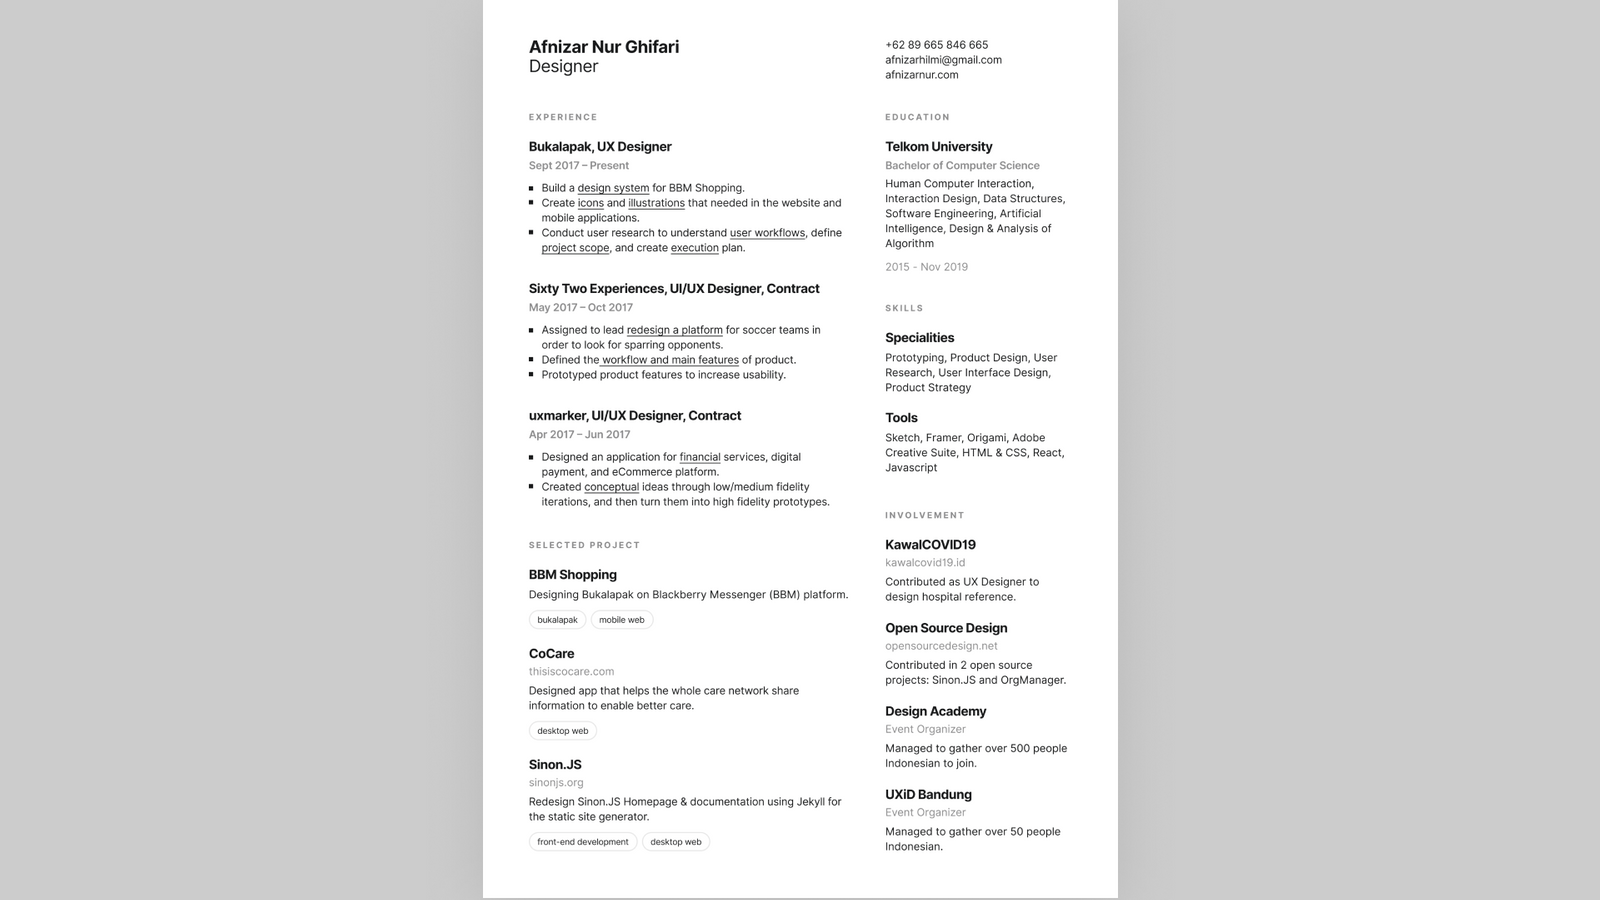 Afnizar Nur Ghifari
Designer
+62 89 665 846 665
afnizarhilmi@gmail.com
afnizarnur.com
EXPERIENCE
Bukalapak, UX Designer
Sept 2017 – Present
Build a design system for BBM Shopping.
Create icons and illustrations that needed in the website and
mobile applications.
Conduct user research to understand user workflows, define
project scope, and create execution plan.
Sixty Two Experiences, UI/UX Designer, Contract
May 2017 – Oct 2017
Assigned to lead redesign a platform for soccer teams in
order to look for sparring opponents.
Defined the workflow and main features of product.
Prototyped product features to increase usability.
uxmarker, UI/UX Designer, Contract
Apr 2017 – Jun 2017
Designed an application for financial services, digital
payment, and eCommerce platform.
Created conceptual ideas through low/medium fidelity
iterations, and then turn them into high fidelity prototypes.
SELECTED PROJECT
BBM Shopping
Designing Bukalapak on Blackberry Messenger (BBM) platform.
bukalapak mobile web
CoCare
thisiscocare.com
Designed app that helps the whole care network share
information to enable better care.
desktop web
Sinon.JS
sinonjs.org
Redesign Sinon.JS Homepage & documentation using Jekyll for
the static site generator.
front-end development desktop web
EDUCATION
Telkom University
Bachelor of Computer Science
Human Computer Interaction,
Interaction Design, Data Structures,
Software Engineering, Artificial
Intelligence, Design & Analysis of
Algorithm
2015 - Nov 2019
SKILLS
Specialities
Prototyping, Product Design, User
Research, User Interface Design,
Product Strategy
Tools
Sketch, Framer, Origami, Adobe
Creative Suite, HTML & CSS, React,
Javascript
INVOLVEMENT
KawalCOVID19
kawalcovid19.id
Contributed as UX Designer to
design hospital reference.
Open Source Design
opensourcedesign.net
Contributed in 2 open source
projects: Sinon.JS and OrgManager.
Design Academy
Event Organizer
Managed to gather over 500 people
Indonesian to join.
UXiD Bandung
Event Organizer
Managed to gather over 50 people
Indonesian.